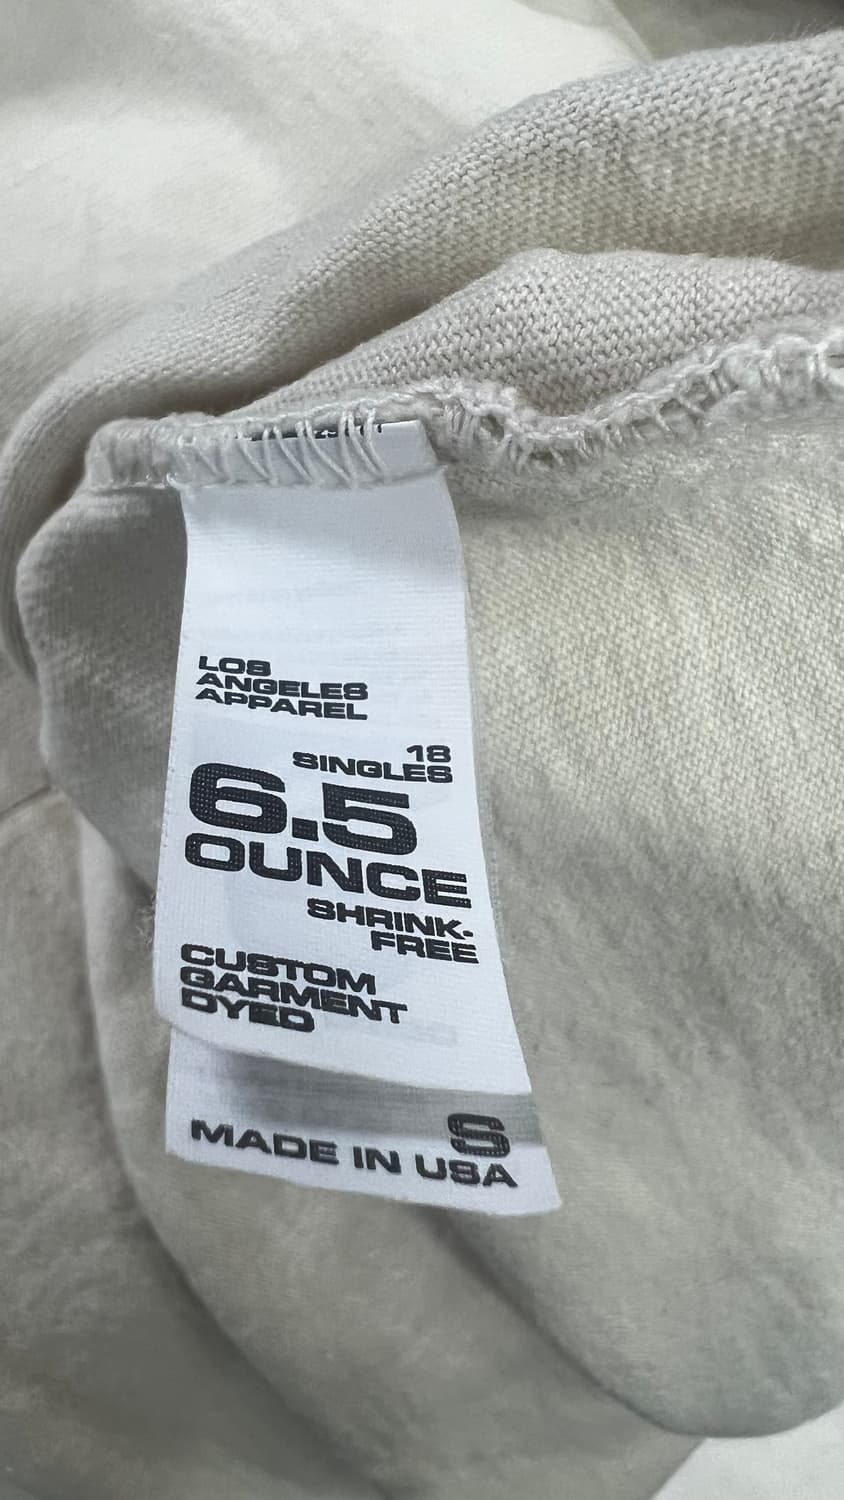 LOS
ANGELES
APPAREL
18
SINGLES
6.5
OUNCE
SHRINK-
FREE
CUSTOM
GARMENT
DYED
S
MADE IN USA